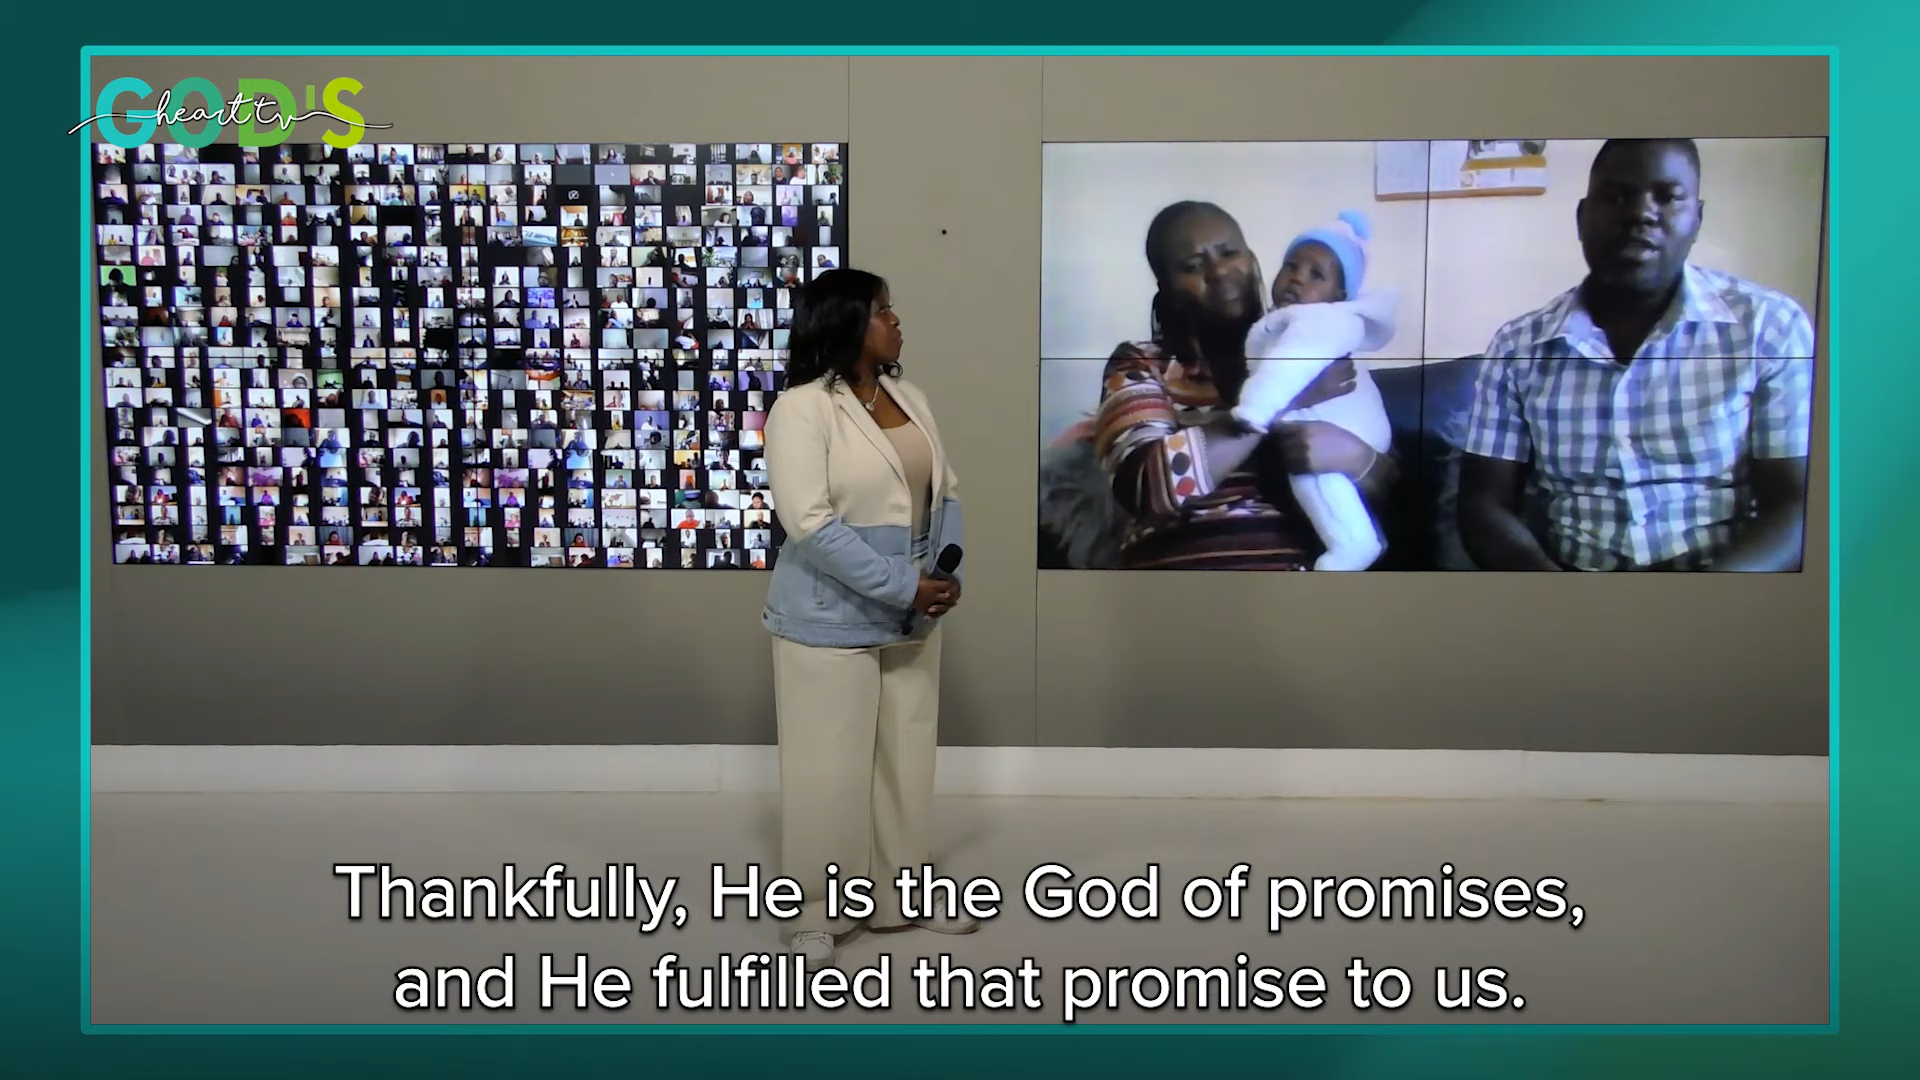 GOD'S
heart tv
Thankfully, He is the God of promises,
and He fulfilled that promise to us.